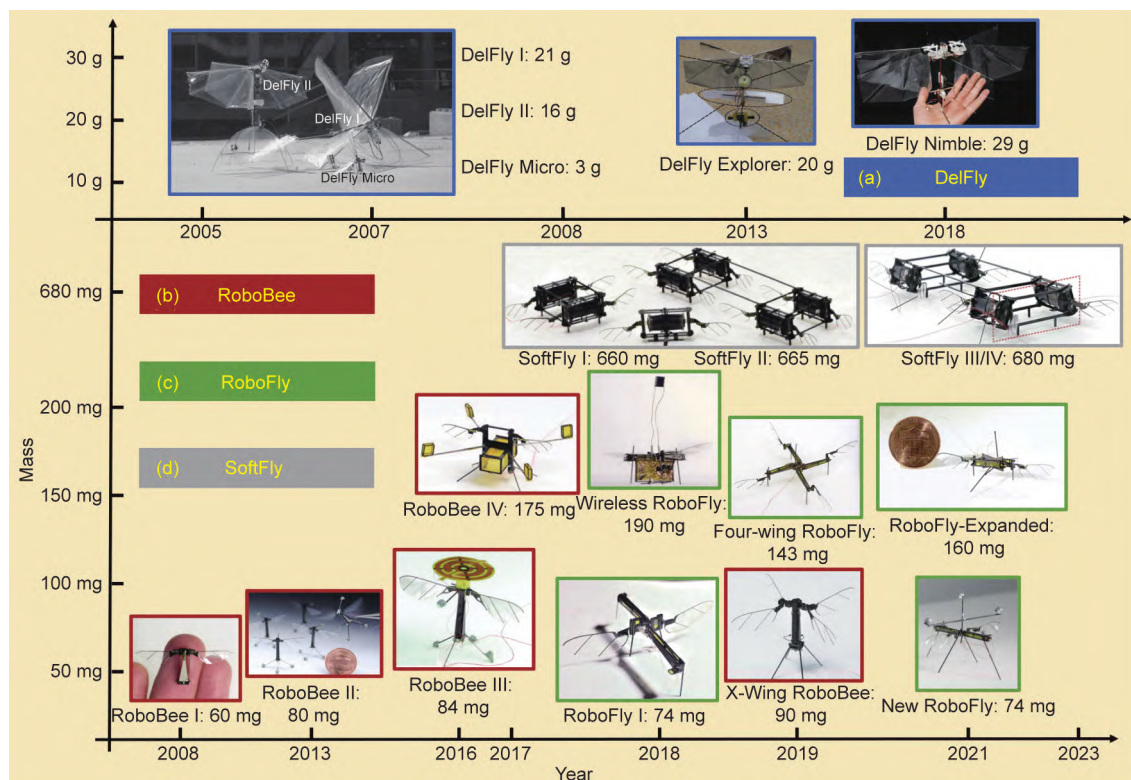 30 g
20 g
10 g
DelFly II
DelFly I
DelFly Micro
DelFly I: 21 g
DelFly II: 16 g
DelFly Micro: 3 g
DelFly Explorer: 20 g
DelFly Nimble: 29 g
(a) DelFly
2005
2007
2008
2013
2018
Mass
680 mg
200 mg
150 mg
100 mg
50 mg
(b) RoboBee
(c) RoboFly
(d) SoftFly
SoftFly I: 660 mg
SoftFly II: 665 mg
SoftFly III/IV: 680 mg
RoboBee IV: 175 mg
Wireless RoboFly:
190 mg
Four-wing RoboFly:
143 mg
RoboFly-Expanded:
160 mg
RoboBee I: 60 mg
RoboBee II:
80 mg
RoboBee III:
84 mg
RoboFly I: 74 mg
X-Wing RoboBee:
90 mg
New RoboFly: 74 mg
2008
2013
2016
2017
2018
2019
2021
2023
Year